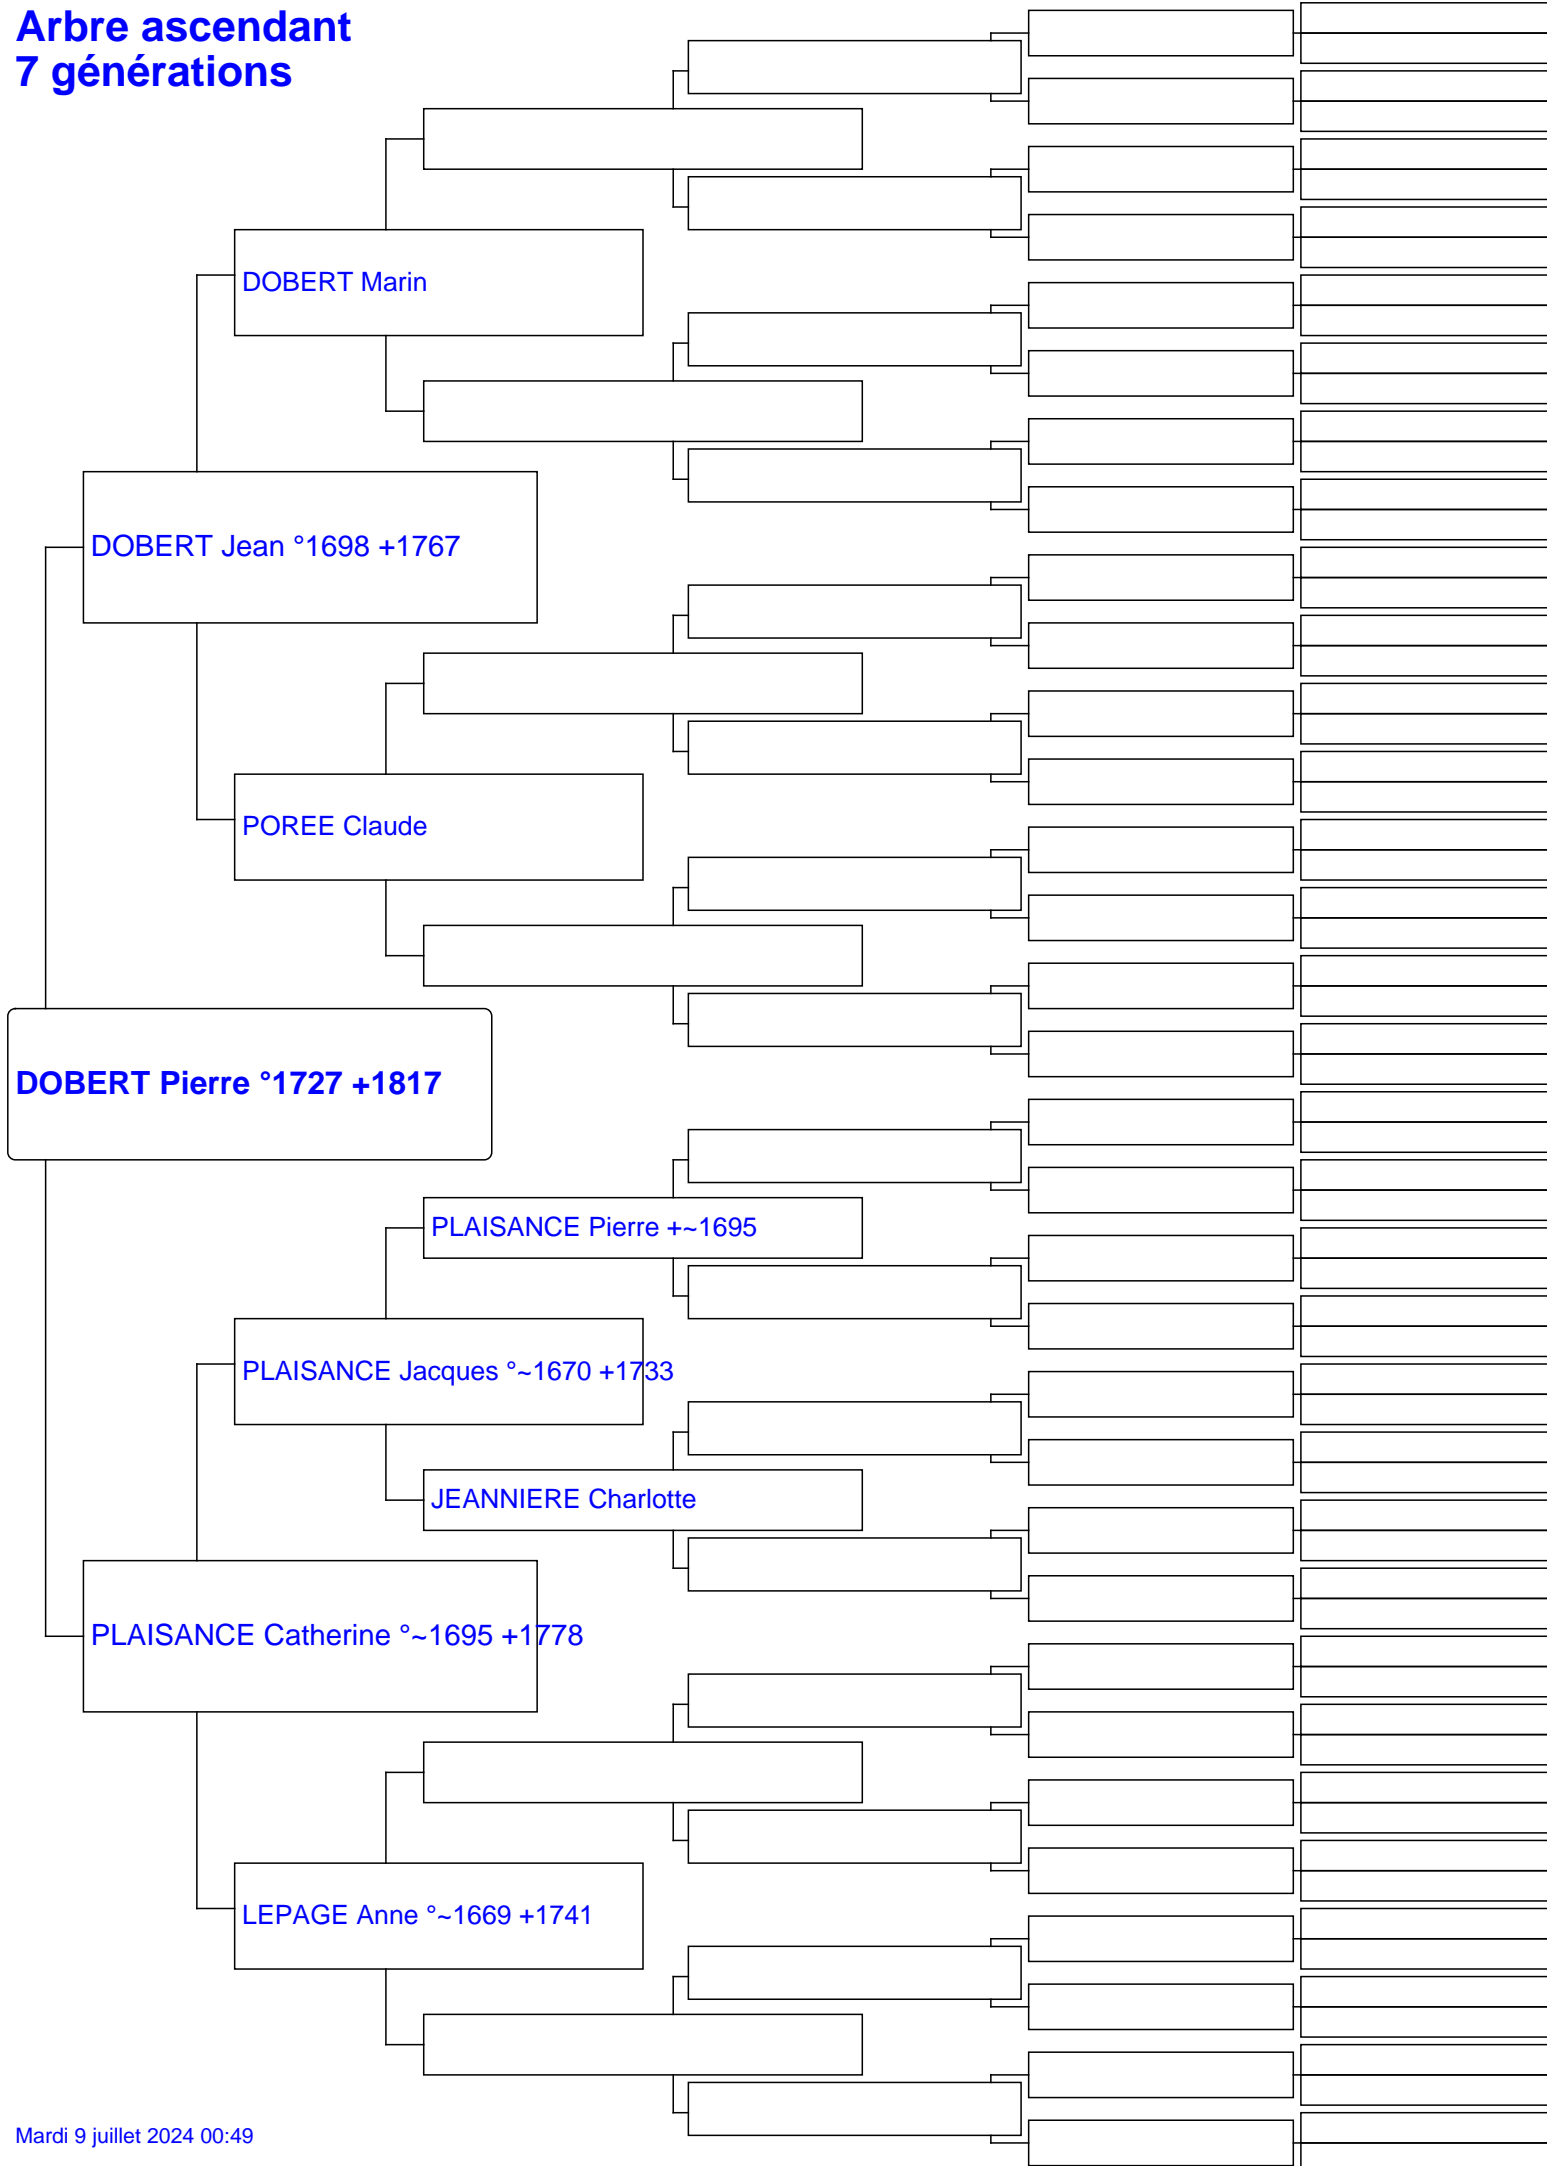 Arbre ascendant
7 générations
DOBERT Marin
DOBERT Jean °1698 +1767
POREE Claude
DOBERT Pierre °1727 +1817
PLAISANCE Pierre +~1695
PLAISANCE Jacques °~1670 +1733
JEANNIERE Charlotte
PLAISANCE Catherine °~1695 +1778
LEPAGE Anne °~1669 +1741
Mardi 9 juillet 2024 00:49